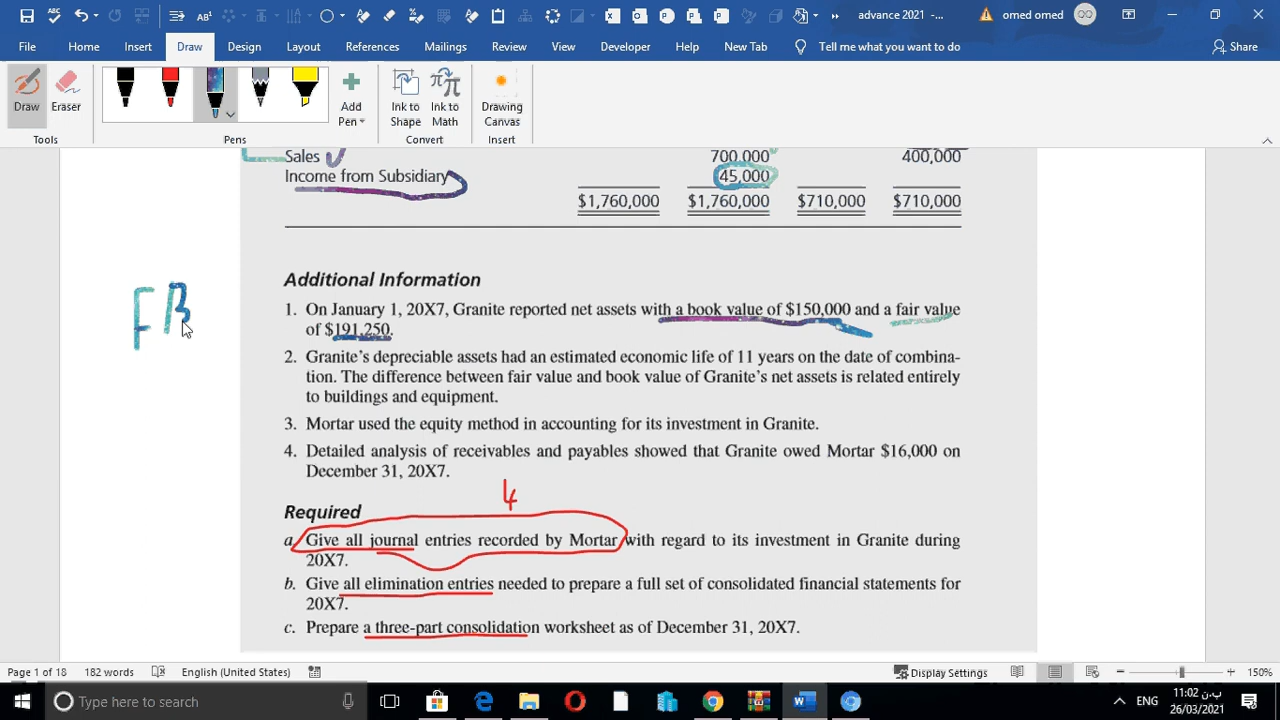 advance 2021 -...
omed omed
File Home Insert Draw Design Layout References Mailings Review View Developer Help New Tab Tell me what you want to do Share
Draw Eraser Add Pen Ink to Shape Ink to Math Drawing Canvas
Tools Pens Convert Insert
Sales 700,000 400,000
Income from Subsidiary 45,000
$1,760,000 $1,760,000 $710,000 $710,000
Additional Information
1. On January 1, 20X7, Granite reported net assets with a book value of $150,000 and a fair value
of $191,250.
2. Granite's depreciable assets had an estimated economic life of 11 years on the date of combina-
tion. The difference between fair value and book value of Granite's net assets is related entirely
to buildings and equipment.
3. Mortar used the equity method in accounting for its investment in Granite.
4. Detailed analysis of receivables and payables showed that Granite owed Mortar $16,000 on
December 31, 20X7.
Required
a. Give all journal entries recorded by Mortar with regard to its investment in Granite during
20X7.
b. Give all elimination entries needed to prepare a full set of consolidated financial statements for
20X7.
c. Prepare a three-part consolidation worksheet as of December 31, 20X7.
FB
Page 1 of 18 182 words English (United States) Display Settings 150%
Type here to search ENG 11:02 ب.ن
26/03/2021